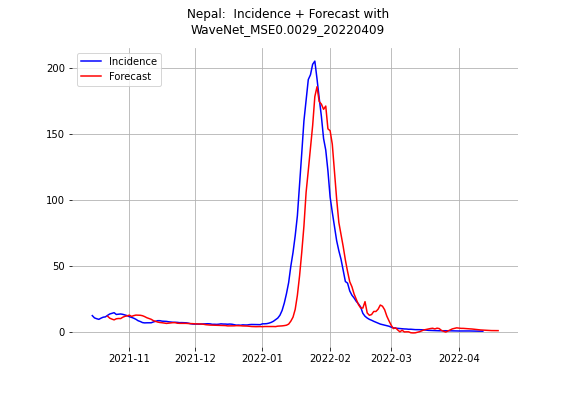 Nepal:  Incidence + Forecast with
WaveNet_MSE0.0029_20220409
Incidence
Forecast
200
150
100
50
0
2021-11
2021-12
2022-01
2022-02
2022-03
2022-04